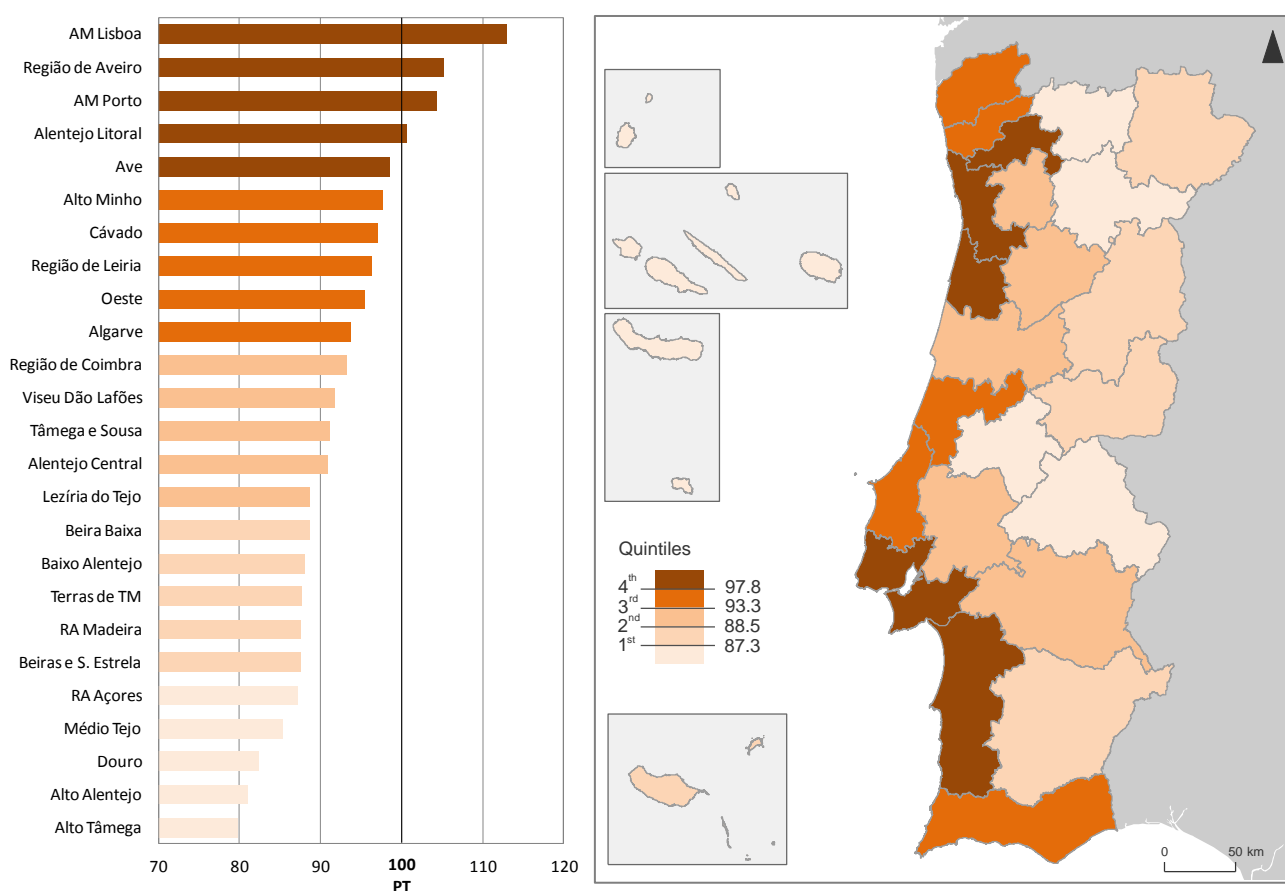 AM Lisboa
Região de Aveiro
AM Porto
Alentejo Litoral
Ave
Alto Minho
Cávado
Região de Leiria
Oeste
Algarve
Região de Coimbra
Viseu Dão Lafões
Tâmega e Sousa
Alentejo Central
Lezíria do Tejo
Beira Baixa
Baixo Alentejo
Terras de TM
RA Madeira
Beiras e S. Estrela
RA Açores
Médio Tejo
Douro
Alto Alentejo
Alto Tâmega
70 80 90 100 110 120
PT
Quintiles
4th 97.8
3rd 93.3
2nd 88.5
1st 87.3
0 50 km